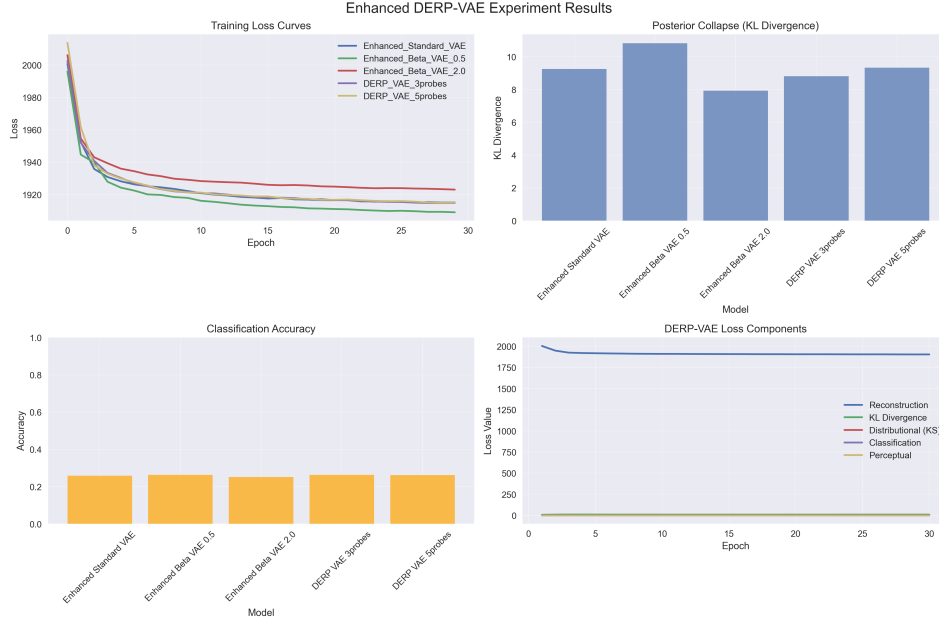 Enhanced DERP-VAE Experiment Results
Training Loss Curves
Loss
2000
1980
1960
1940
1920
0
5
10
15
20
25
30
Epoch
Enhanced_Standard_VAE
Enhanced_Beta_VAE_0.5
Enhanced_Beta_VAE_2.0
DERP_VAE_3probes
DERP_VAE_5probes
Posterior Collapse (KL Divergence)
KL Divergence
10
8
6
4
2
0
Enhanced Standard VAE
Enhanced Beta VAE 0.5
Enhanced Beta VAE 2.0
DERP VAE 3probes
DERP VAE 5probes
Model
Classification Accuracy
Accuracy
1.0
0.8
0.6
0.4
0.2
0.0
Enhanced Standard VAE
Enhanced Beta VAE 0.5
Enhanced Beta VAE 2.0
DERP VAE 3probes
DERP VAE 5probes
Model
DERP-VAE Loss Components
Loss Value
2000
1750
1500
1250
1000
750
500
250
0
0
5
10
15
20
25
30
Epoch
Reconstruction
KL Divergence
Distributional (KS
Classification
Perceptual